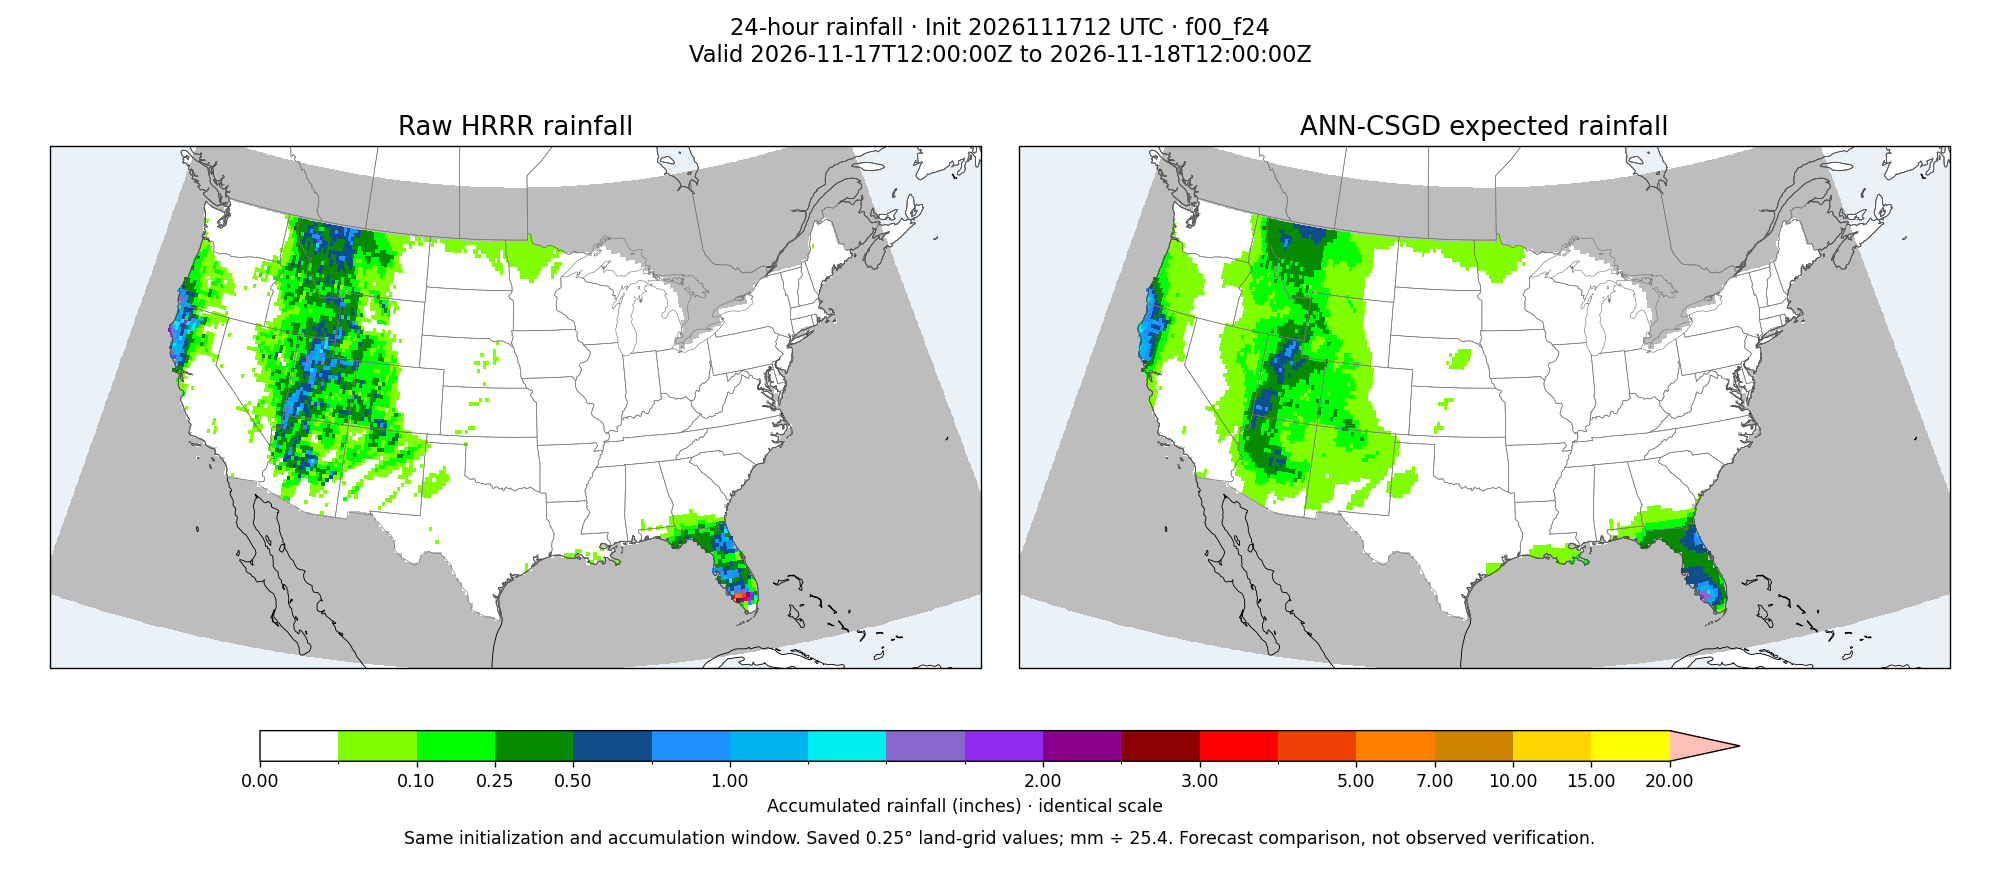 24-hour rainfall · Init 2026111712 UTC · f00_f24
Valid 2026-11-17T12:00:00Z to 2026-11-18T12:00:00Z
Raw HRRR rainfall
ANN-CSGD expected rainfall
0.00 0.10 0.25 0.50 1.00 2.00 3.00 5.00 7.00 10.00 15.00 20.00
Accumulated rainfall (inches) · identical scale
Same initialization and accumulation window. Saved 0.25° land-grid values; mm ÷ 25.4. Forecast comparison, not observed verification.